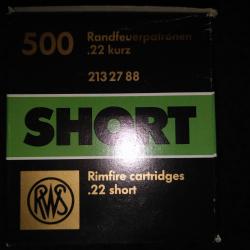 500 Randfeuerpatronen
.22 kurz
213 27 88
SHORT
RWS
Rimfire cartridges
.22 short